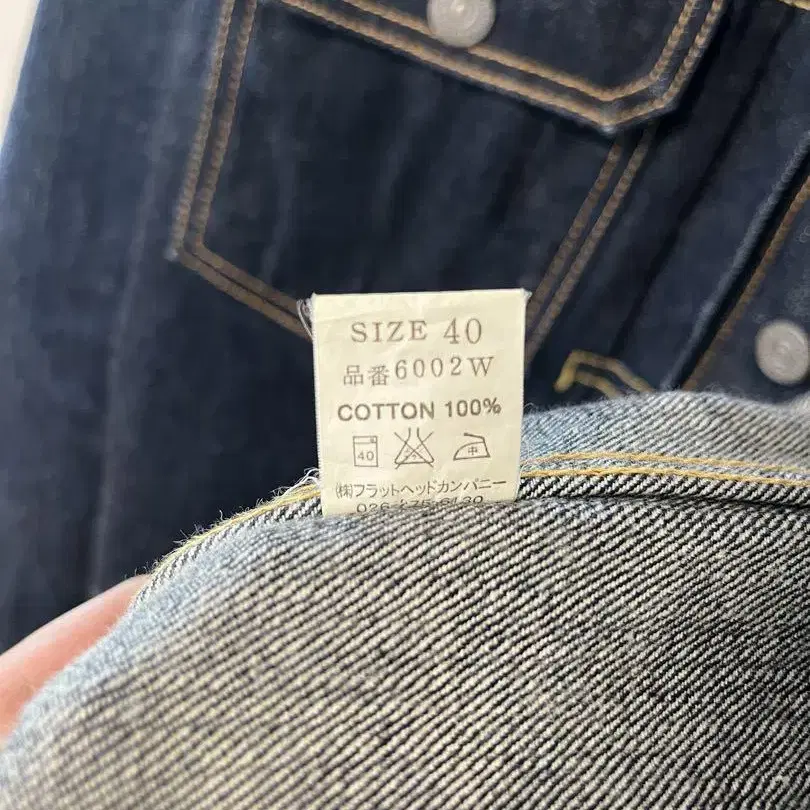 SIZE 40
品番6002W
COTTON 100%
40 中
㈱フラットヘッドカンパニー